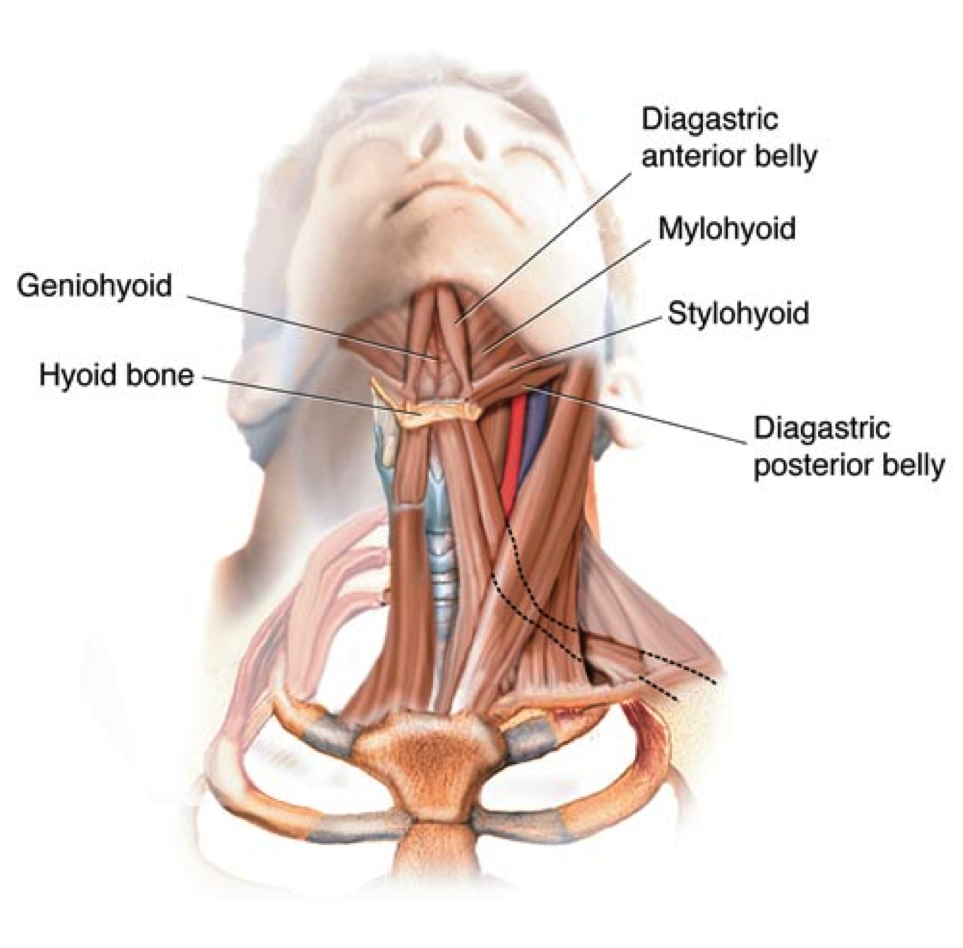 Diagastric
anterior belly
Mylohyoid
Geniohyoid
Stylohyoid
Hyoid bone
Diagastric
posterior belly